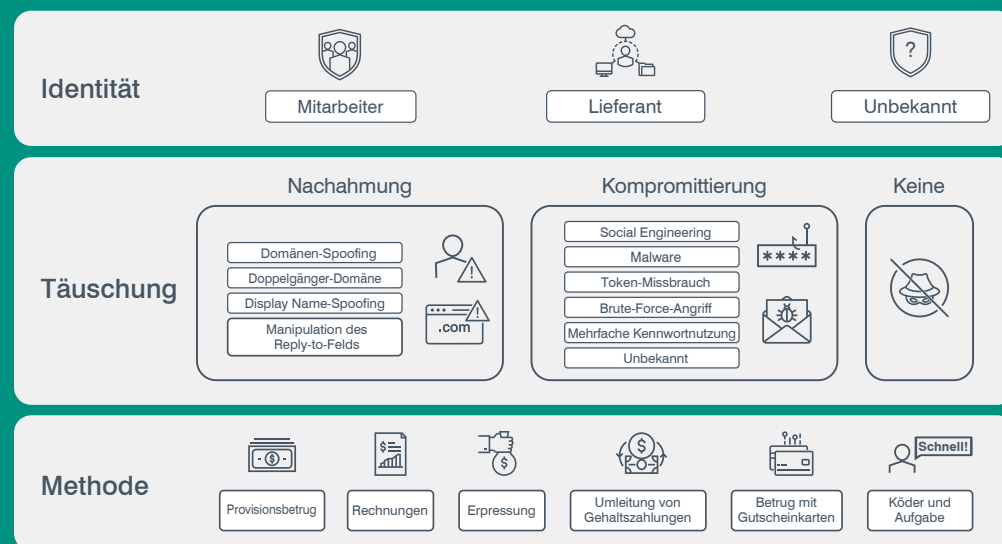 Identität
?
Mitarbeiter
Lieferant
Unbekannt
Täuschung
Nachahmung
Domänen-Spoofing
Doppelgänger-Domäne
Display Name-Spoofing
Manipulation des
Reply-to-Felds
.com
Kompromittierung
Social Engineering
Malware
Token-Missbrauch
Brute-Force-Angriff
Mehrfache Kennwortnutzung
Unbekannt
****
Keine
Methode
$
$
$
$
Schnell!
Provisionsbetrug
Rechnungen
Erpressung
Umleitung von
Gehaltszahlungen
Betrug mit
Gutscheinkarten
Köder und
Aufgabe